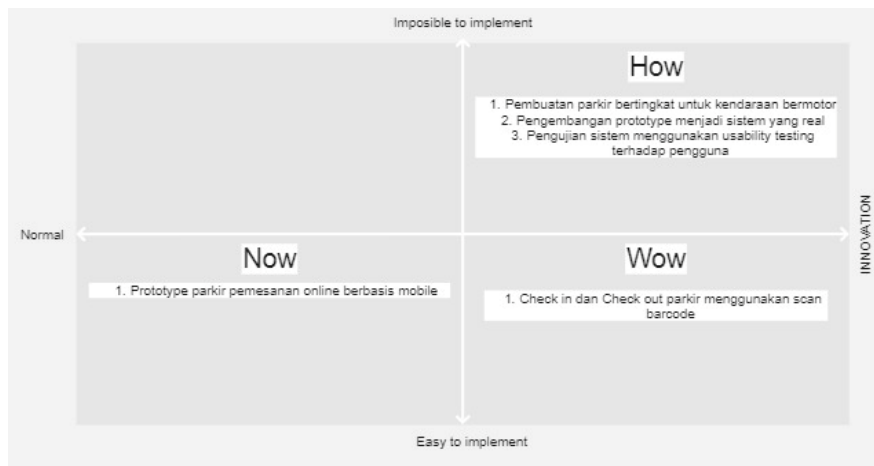 Imposible to implement
How
1. Pembuatan parkir bertingkat untuk kendaraan bermotor
2. Pengembangan prototype menjadi sistem yang real
3. Pengujian sistem menggunakan usability testing
terhadap pengguna
Normal
INNOVATION
Now
1. Prototype parkir pemesanan online berbasis mobile
Wow
1. Check in dan Check out parkir menggunakan scan
barcode
Easy to implement